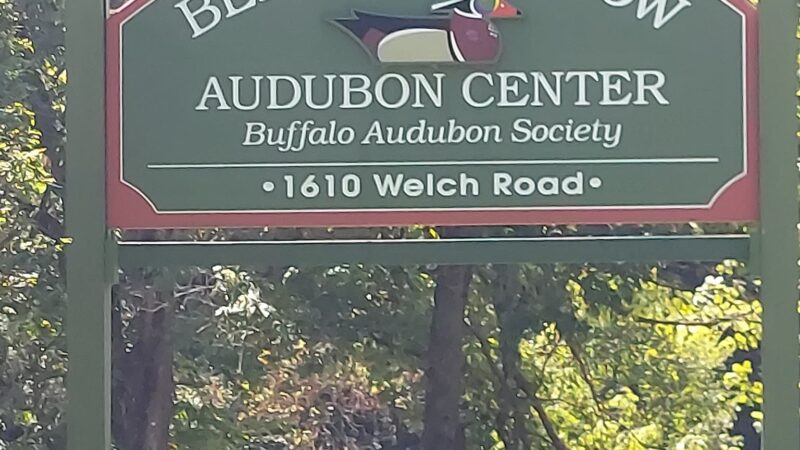 AUDUBON CENTER
Buffalo Audubon Society
•1610 Welch Road•